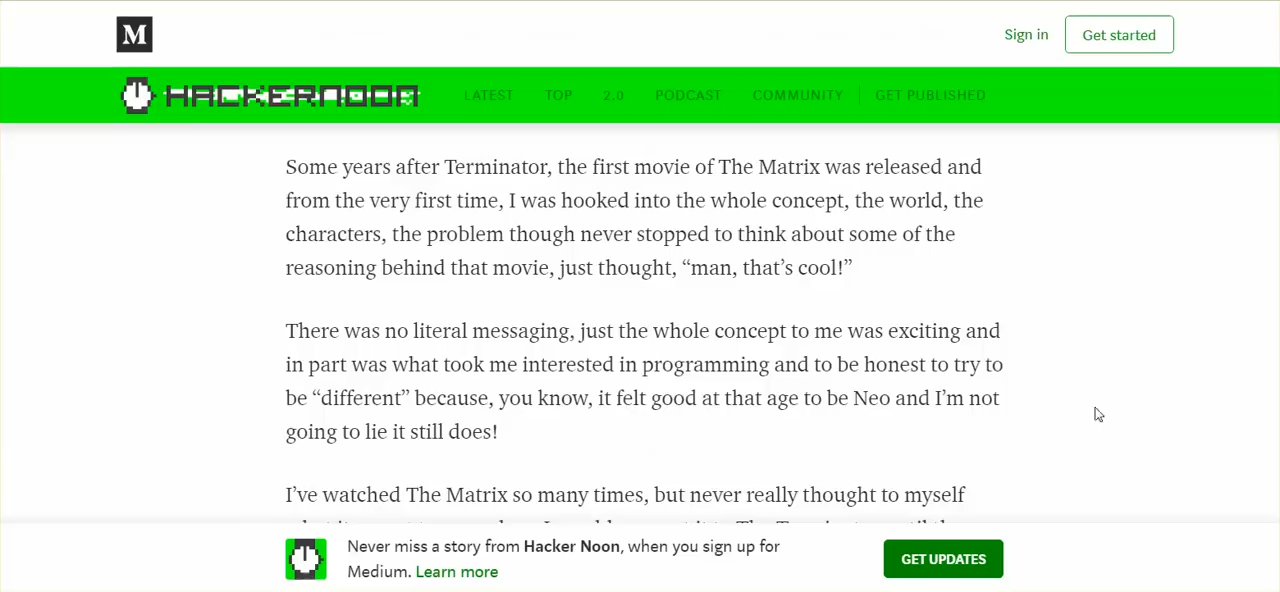 M
Sign in
Get started
HACKERNOON
LATEST
TOP
2.0
PODCAST
COMMUNITY
GET PUBLISHED
Some years after Terminator, the first movie of The Matrix was released and
from the very first time, I was hooked into the whole concept, the world, the
characters, the problem though never stopped to think about some of the
reasoning behind that movie, just thought, “man, that’s cool!”
There was no literal messaging, just the whole concept to me was exciting and
in part was what took me interested in programming and to be honest to try to
be “different” because, you know, it felt good at that age to be Neo and I’m not
going to lie it still does!
I’ve watched The Matrix so many times, but never really thought to myself
Never miss a story from Hacker Noon, when you sign up for
Medium. Learn more
GET UPDATES